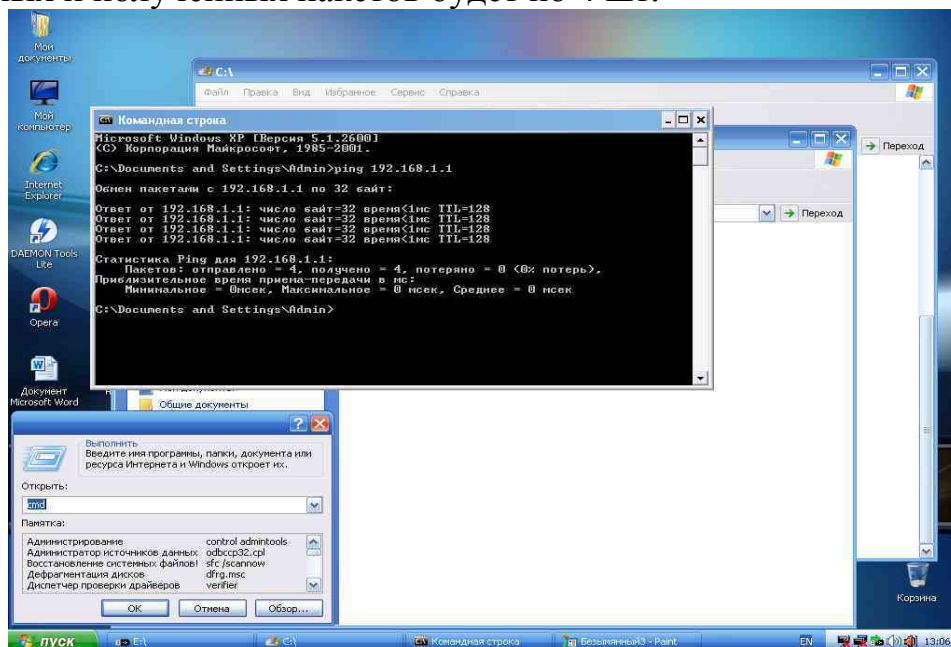 и полученных пакетов будет по 4 шт.
Мои
документы
C:\
Файл Правка Вид Избранное Сервис Справка
Мой
компьютер
Командная строка
Переход
Microsoft Windows XP [Версия 5.1.2600]
(С) Корпорация Майкрософт, 1985-2001.
C:\Documents and Settings\Admin>ping 192.168.1.1
Обмен пакетами с 192.168.1.1 по 32 байт:
Ответ от 192.168.1.1: число байт=32 время<1мс TTL=128
Ответ от 192.168.1.1: число байт=32 время<1мс TTL=128
Ответ от 192.168.1.1: число байт=32 время<1мс TTL=128
Ответ от 192.168.1.1: число байт=32 время<1мс TTL=128
Статистика Ping для 192.168.1.1:
Пакетов: отправлено = 4, получено = 4, потеряно = 0 (0% потерь),
Приблизительное время приема-передачи в мс:
Минимальное = 0мсек, Максимальное = 0 мсек, Среднее = 0 мсек
C:\Documents and Settings\Admin>
Internet
Explorer
Переход
DAEMON Tools
Lite
Opera
Документ
Microsoft Word
Общие документы
Выполнить
Введите имя программы, папки, документа или
ресурса Интернета и Windows откроет их.
Открыть:
cmd
Памятка:
Администрирование control admintools
Администратор источников данных odbccp32.cpl
Восстановление системных файлов! sfc /scannow
Дефрагментация дисков dfrg.msc
Диспетчер проверки драйверов verifier
ОК Отмена Обзор...
Корзина
пуск E:\ C:\ Командная строка Безымянный3 - Paint EN 13:06